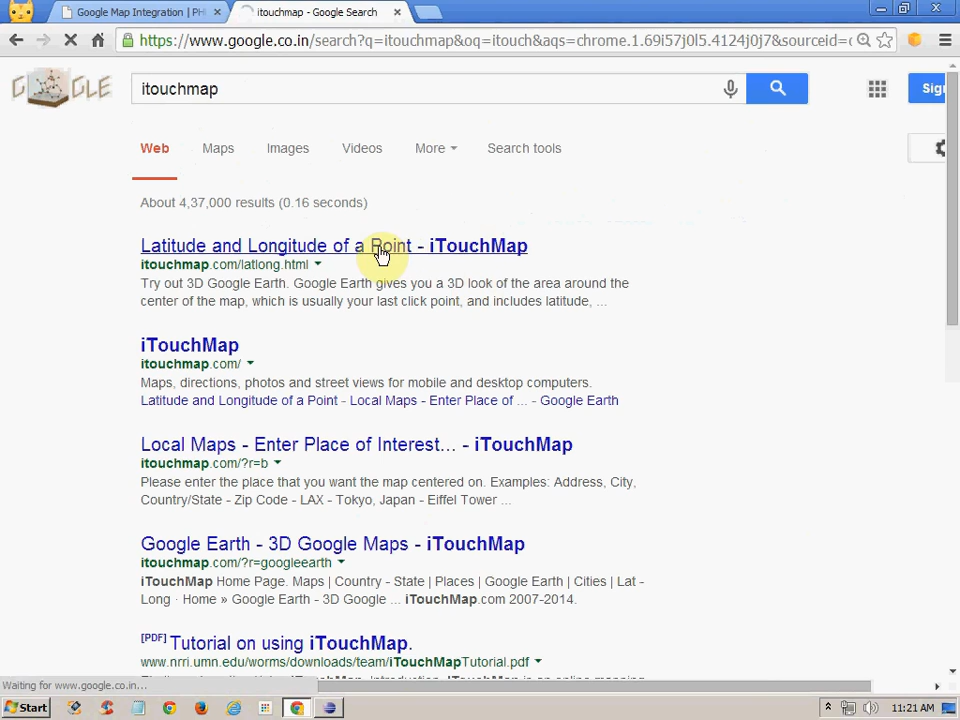 Google Map Integration | PHI
itouchmap - Google Search
https://www.google.co.in/search?q=itouchmap&oq=itouch&aqs=chrome.1.69i57j0l5.4124j0j7&sourceid=c
GOOGLE
itouchmap
Sign
Web Maps Images Videos More Search tools
About 4,37,000 results (0.16 seconds)
Latitude and Longitude of a Point - iTouchMap
itouchmap.com/latlong.html
Try out 3D Google Earth. Google Earth gives you a 3D look of the area around the
center of the map, which is usually your last click point, and includes latitude, ...
iTouchMap
itouchmap.com/
Maps, directions, photos and street views for mobile and desktop computers.
Latitude and Longitude of a Point - Local Maps - Enter Place of ... - Google Earth
Local Maps - Enter Place of Interest... - iTouchMap
itouchmap.com/?r=b
Please enter the place that you want the map centered on. Examples: Address, City,
Country/State - Zip Code - LAX - Tokyo, Japan - Eiffel Tower ...
Google Earth - 3D Google Maps - iTouchMap
itouchmap.com/?r=googleearth
iTouchMap Home Page. Maps | Country - State | Places | Google Earth | Cities | Lat -
Long · Home » Google Earth - 3D Google ... iTouchMap.com 2007-2014.
[PDF] Tutorial on using iTouchMap.
www.nrri.umn.edu/worms/downloads/team/iTouchMapTutorial.pdf
Waiting for www.google.co.in...
Start
11:21 AM